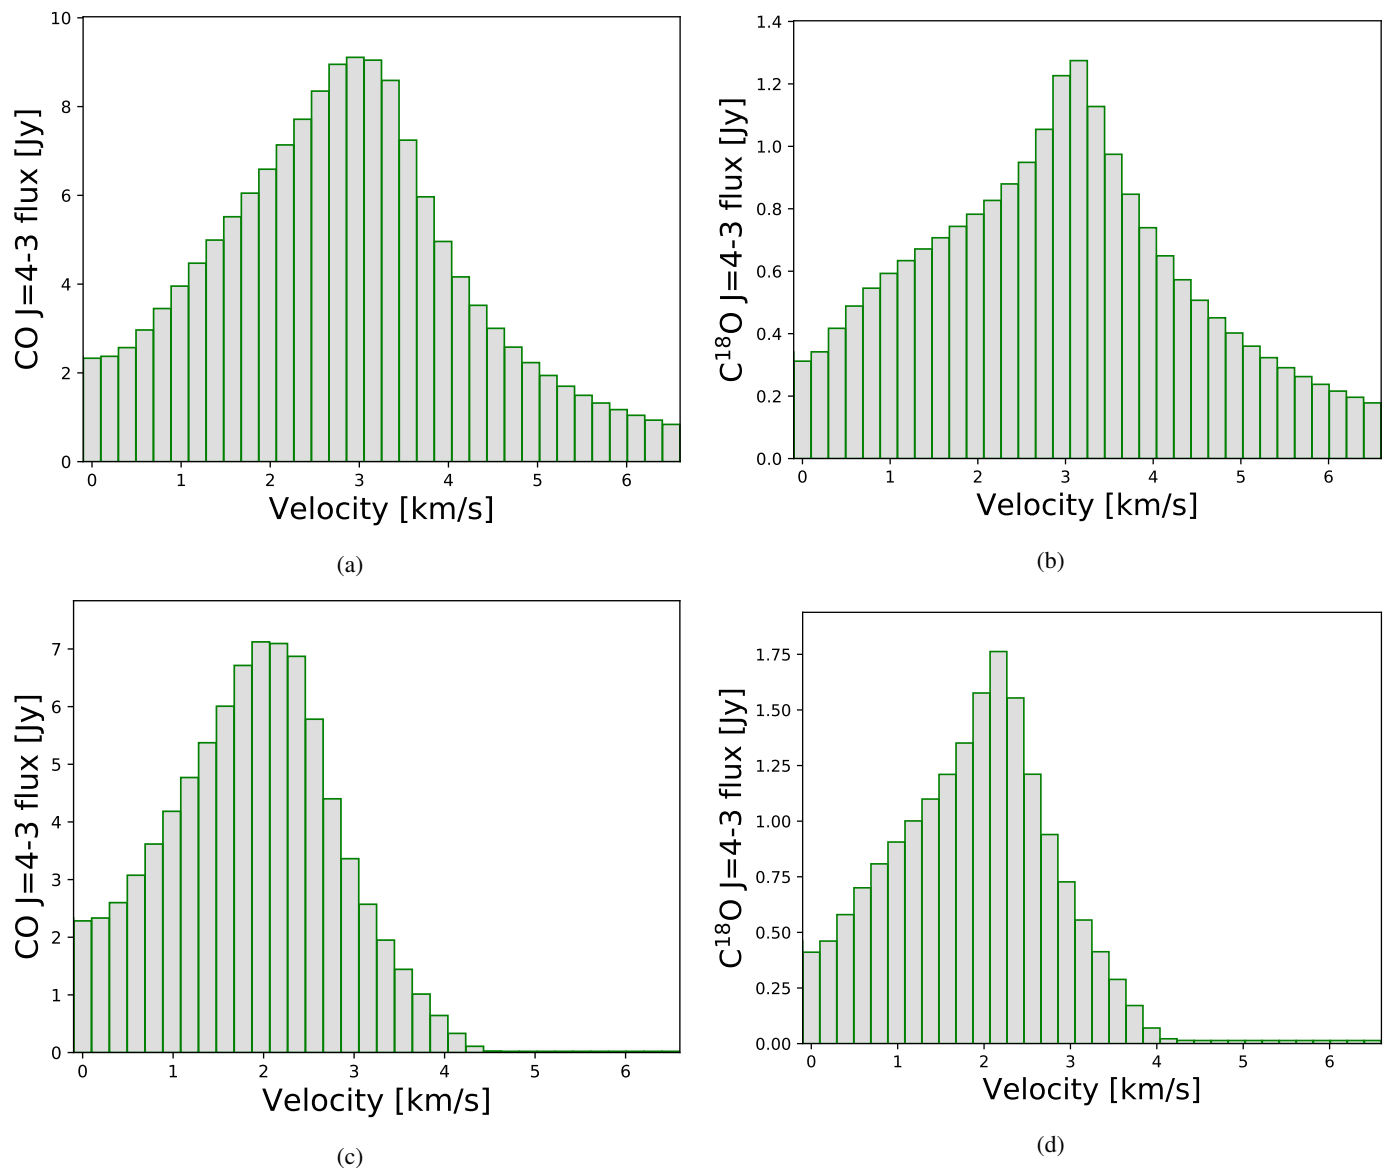 10
8
6
4
2
0
CO J=4-3 flux [Jy]
0 1 2 3 4 5 6
Velocity [km/s]
(a)
1.4
1.2
1.0
0.8
0.6
0.4
0.2
0.0
C¹⁸O J=4-3 flux [Jy]
0 1 2 3 4 5 6
Velocity [km/s]
(b)
7
6
5
4
3
2
1
0
CO J=4-3 flux [Jy]
0 1 2 3 4 5 6
Velocity [km/s]
(c)
1.75
1.50
1.25
1.00
0.75
0.50
0.25
0.00
C¹⁸O J=4-3 flux [Jy]
0 1 2 3 4 5 6
Velocity [km/s]
(d)